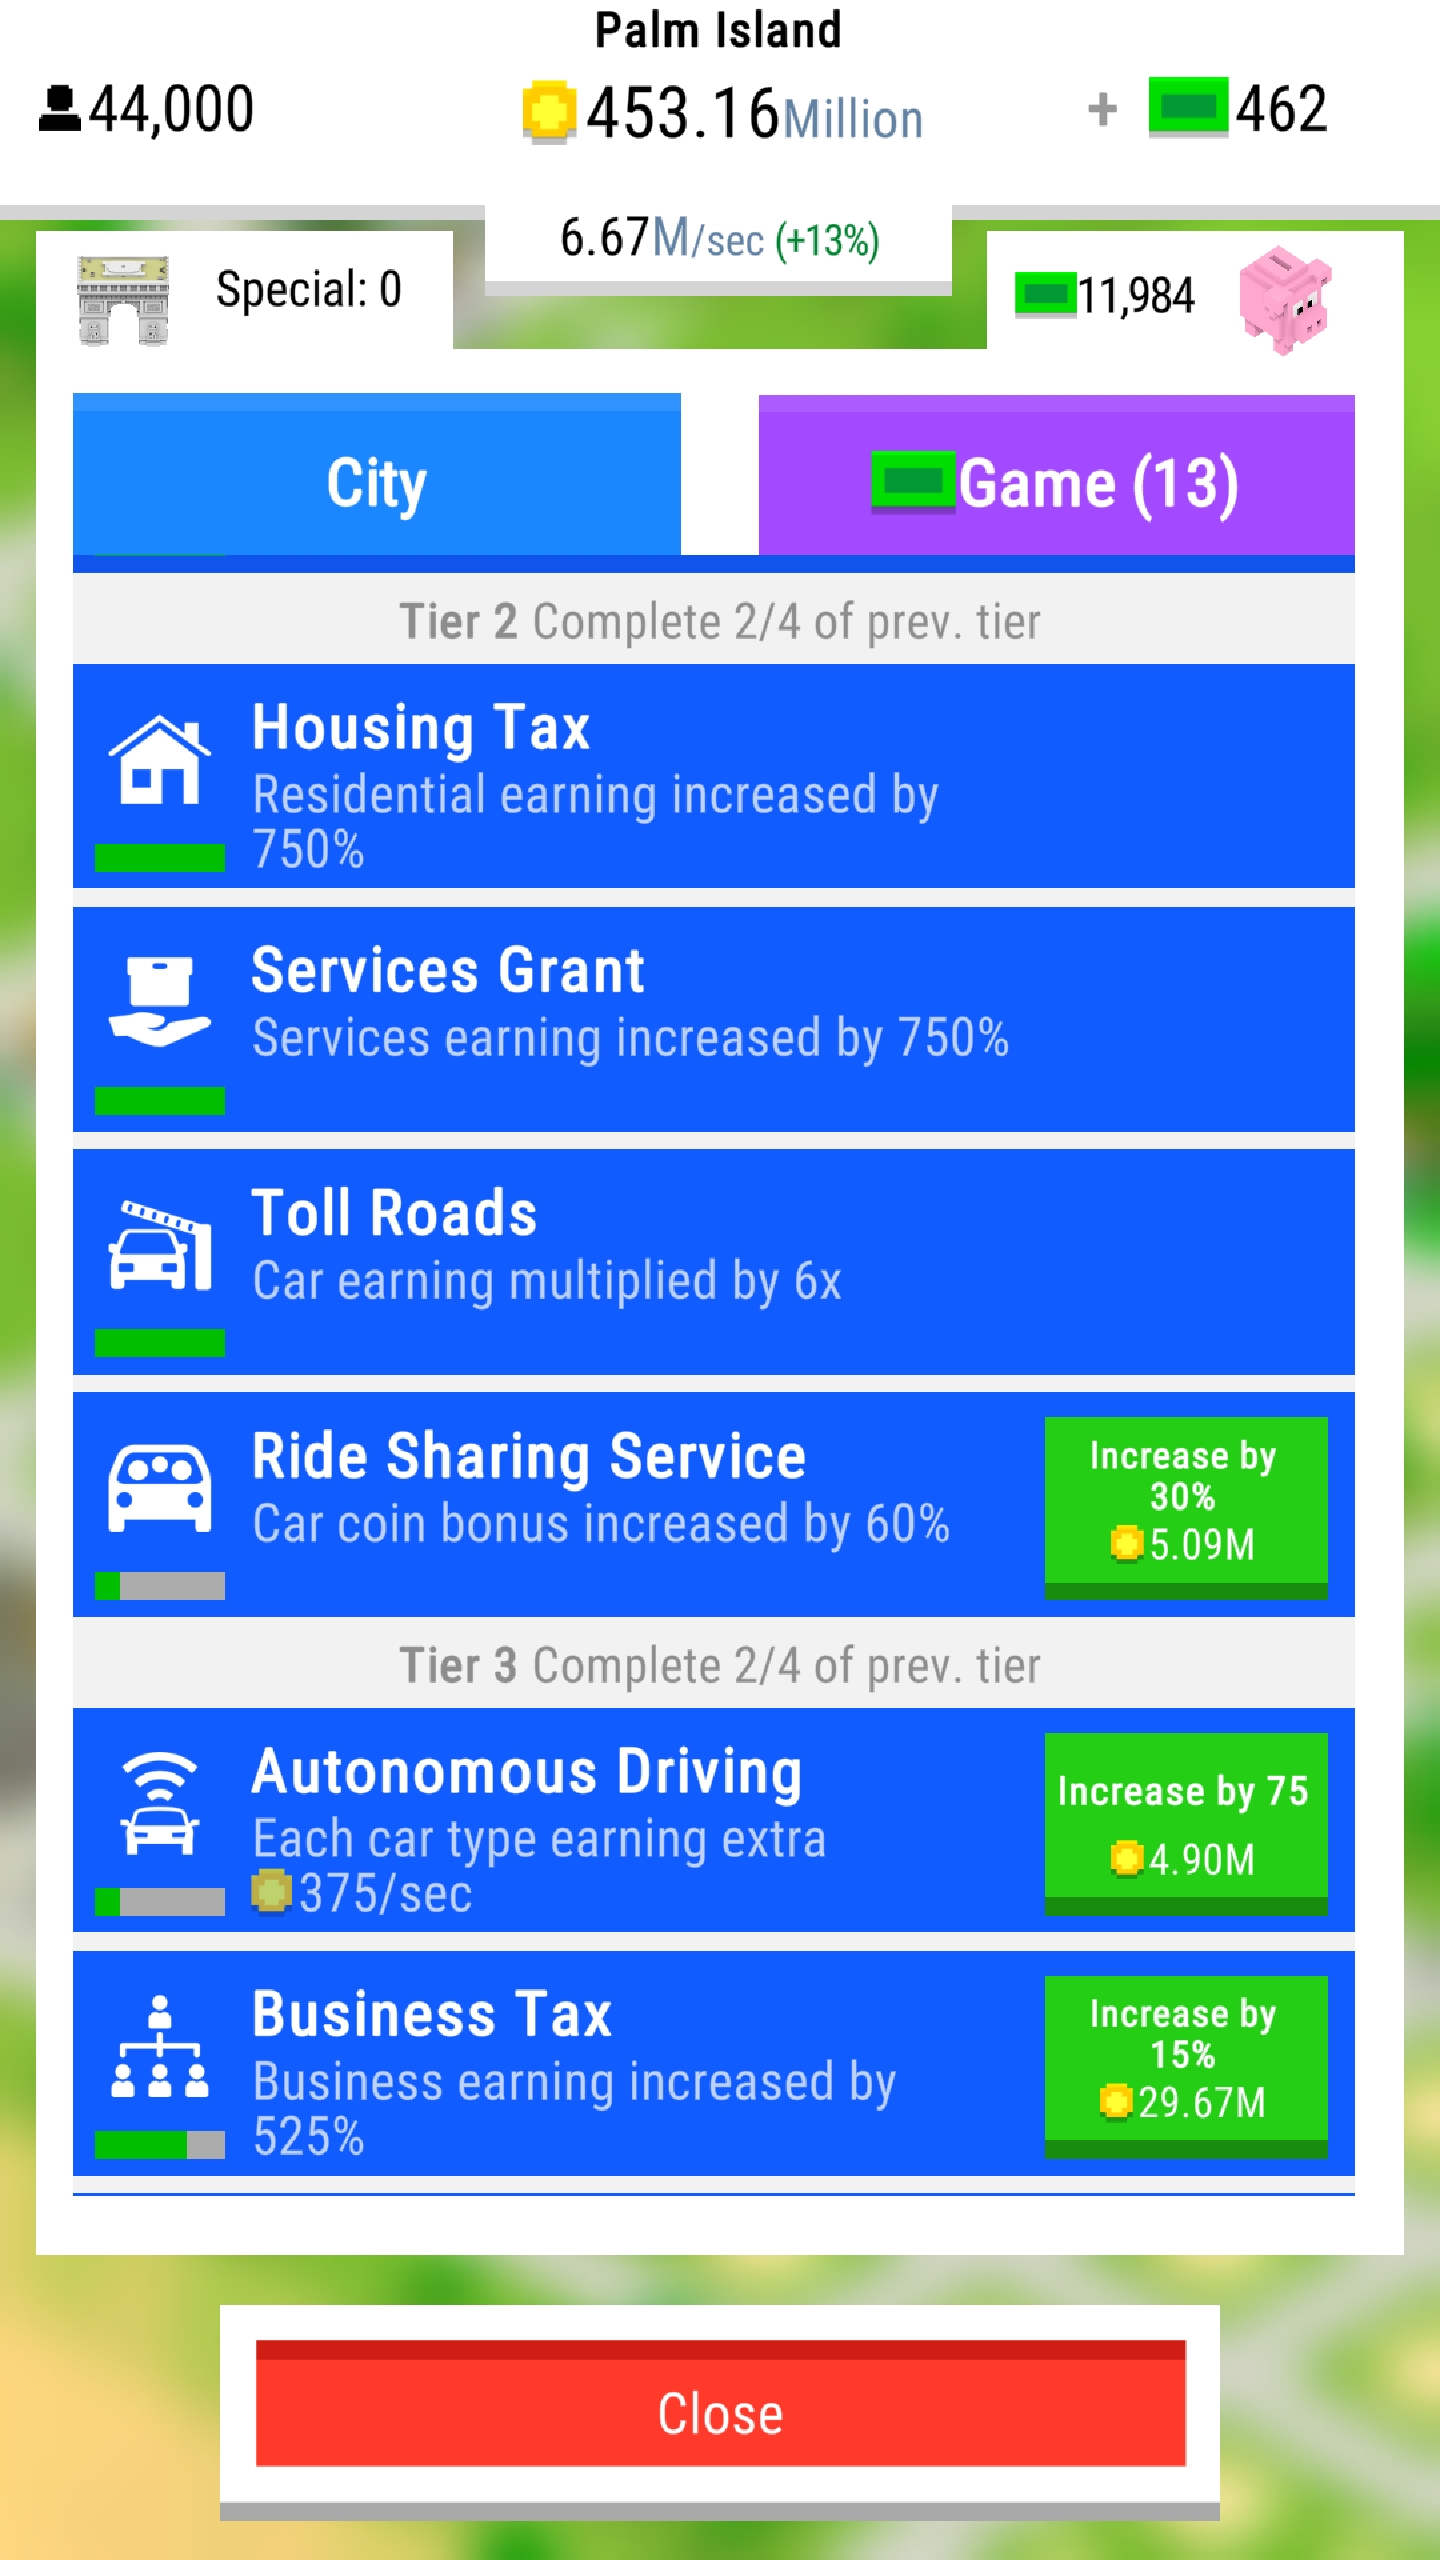 Palm Island
44,000
453.16Million
+ 462
6.67M/sec (+13%)
Special: 0
11,984
City
Game (13)
Tier 2 Complete 2/4 of prev. tier
Housing Tax
Residential earning increased by
750%
Services Grant
Services earning increased by 750%
Toll Roads
Car earning multiplied by 6x
Ride Sharing Service
Car coin bonus increased by 60%
Increase by
30%
5.09M
Tier 3 Complete 2/4 of prev. tier
Autonomous Driving
Each car type earning extra
375/sec
Increase by 75
4.90M
Business Tax
Business earning increased by
525%
Increase by
15%
29.67M
Close